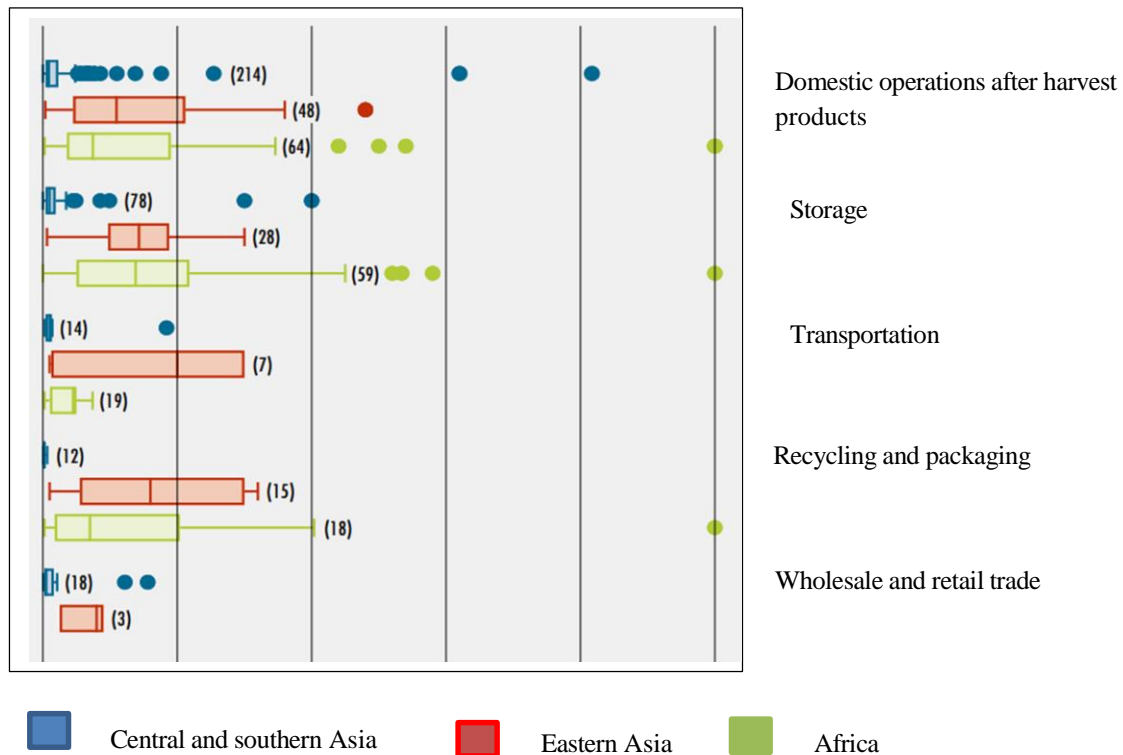 (214)
Domestic operations after harvest
products
(48)
(64)
(78)
Storage
(28)
(59)
(14)
Transportation
(7)
(19)
(12)
Recycling and packaging
(15)
(18)
(18)
Wholesale and retail trade
(3)
Central and southern Asia
Eastern Asia
Africa